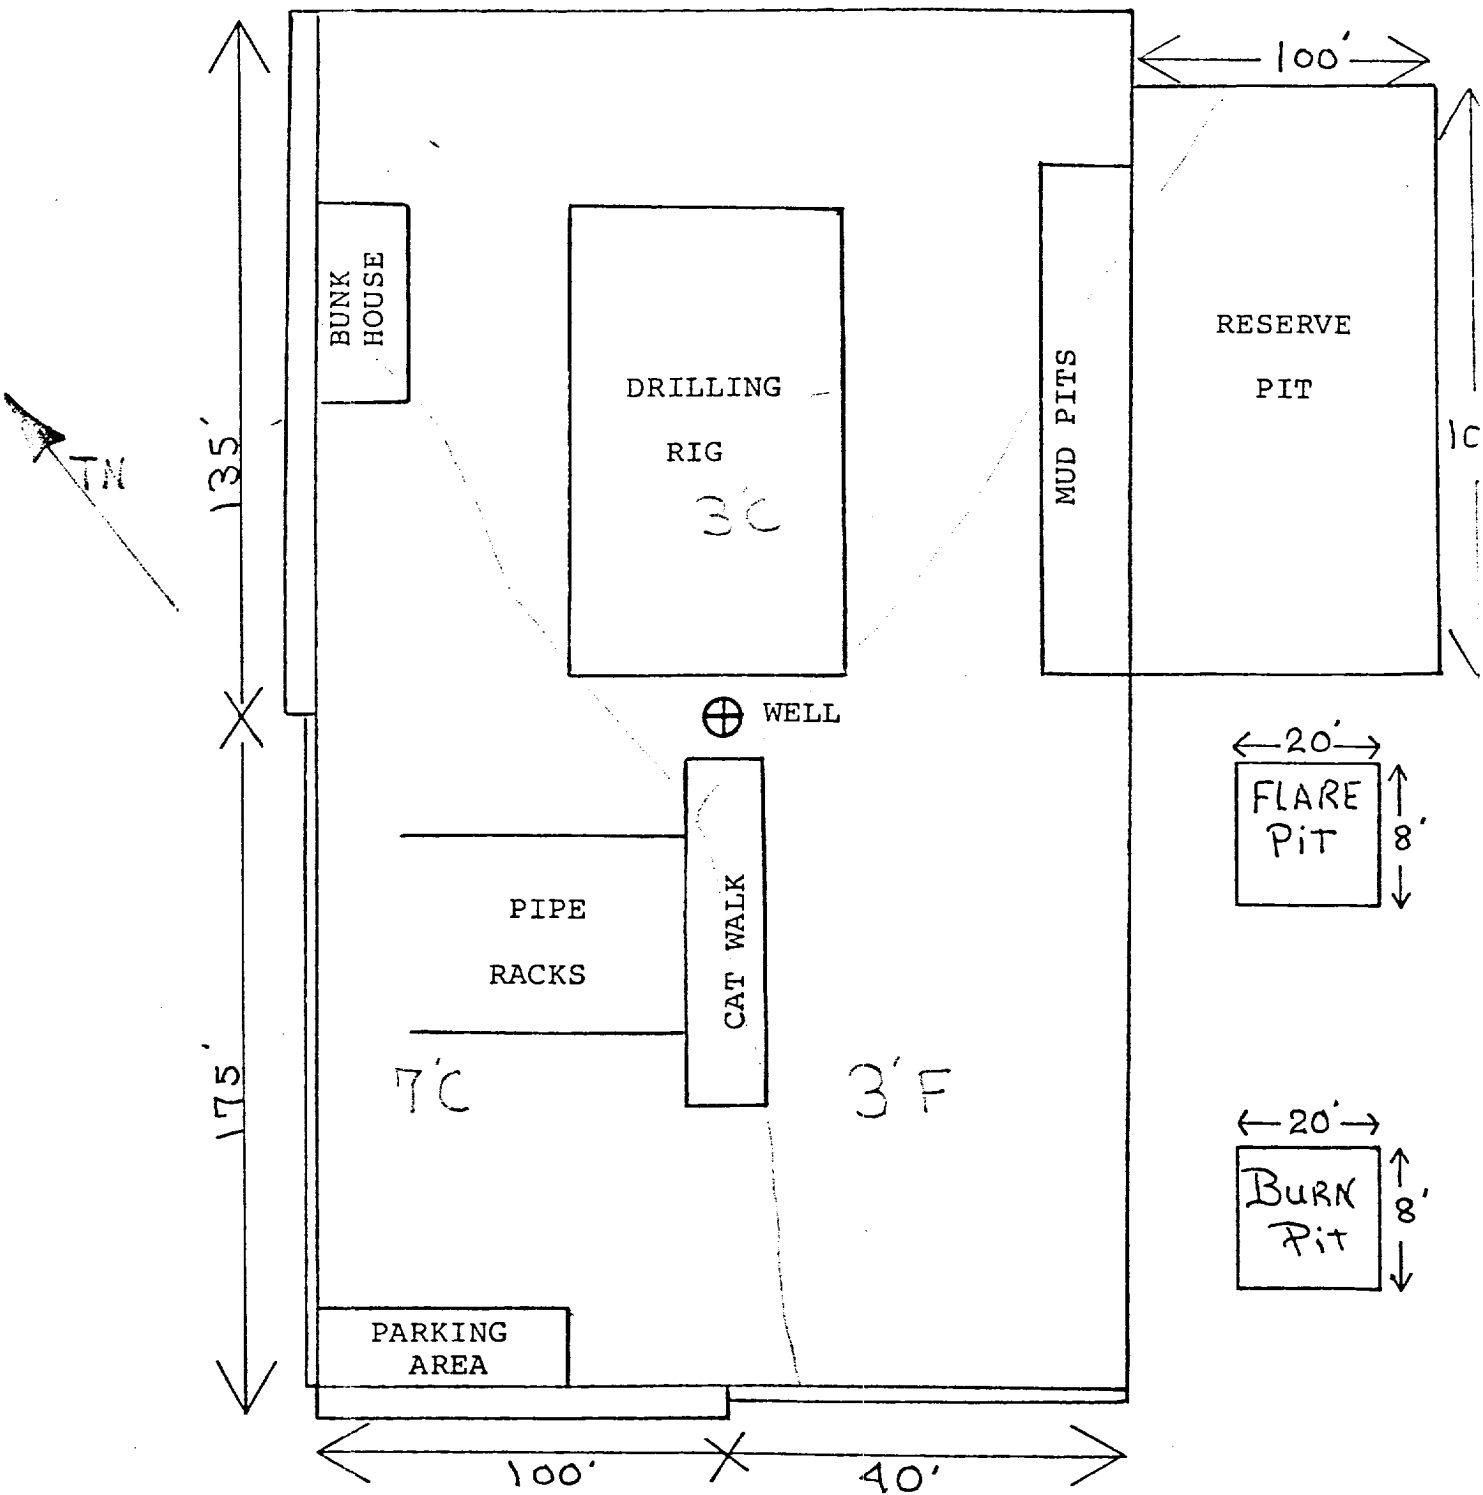 100'
BUNK
HOUSE
DRILLING
RIG
3'C
MUD PITS
RESERVE
PIT
TN
135'
WELL
20'
FLARE
PiT
8'
PIPE
RACKS
CAT WALK
175'
7'C
3'F
20'
BURN
Pit
8'
PARKING
AREA
100'
40'